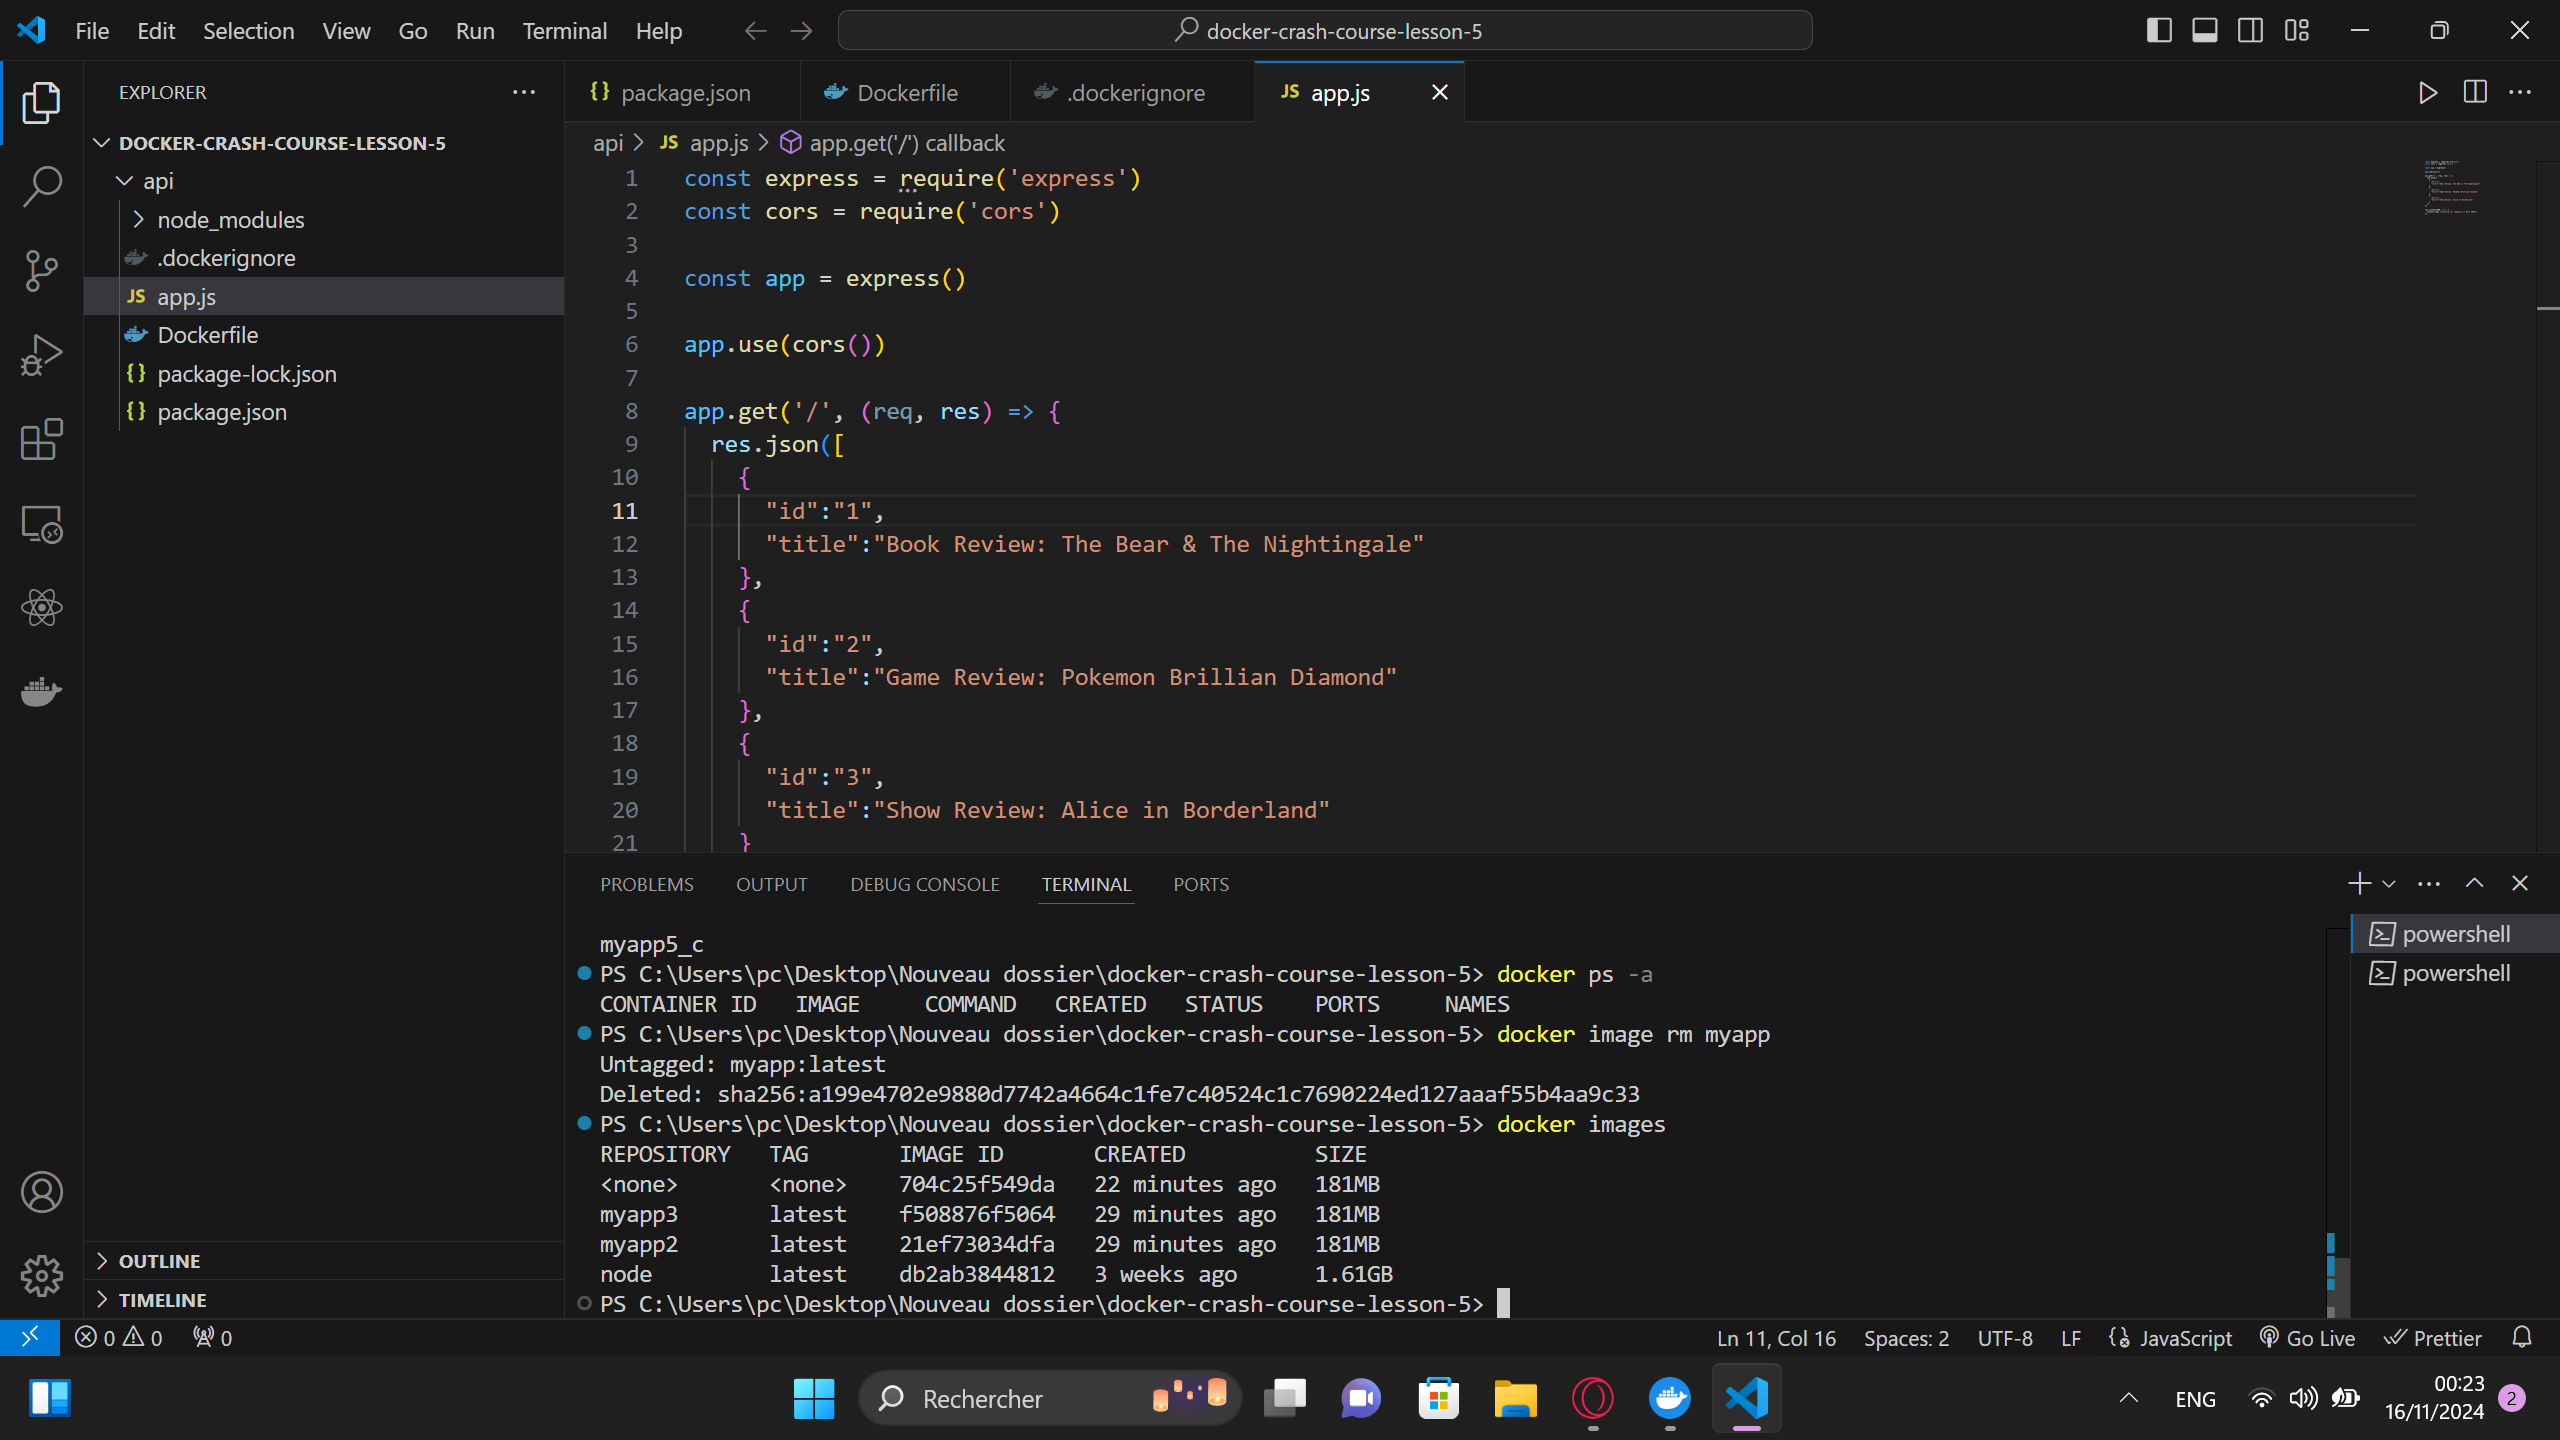 File Edit Selection View Go Run Terminal Help
docker-crash-course-lesson-5
EXPLORER
DOCKER-CRASH-COURSE-LESSON-5
api
node_modules
.dockerignore
JS app.js
Dockerfile
{} package-lock.json
{} package.json
OUTLINE
TIMELINE
{} package.json Dockerfile .dockerignore JS app.js
api > JS app.js > app.get('/') callback
1 const express = require('express')
2 const cors = require('cors')
3
4 const app = express()
5
6 app.use(cors())
7
8 app.get('/', (req, res) => {
9 res.json([
10 {
11 "id":"1",
12 "title":"Book Review: The Bear & The Nightingale"
13 },
14 {
15 "id":"2",
16 "title":"Game Review: Pokemon Brillian Diamond"
17 },
18 {
19 "id":"3",
20 "title":"Show Review: Alice in Borderland"
21 }
PROBLEMS OUTPUT DEBUG CONSOLE TERMINAL PORTS
myapp5_c
PS C:\Users\pc\Desktop\Nouveau dossier\docker-crash-course-lesson-5> docker ps -a
CONTAINER ID IMAGE COMMAND CREATED STATUS PORTS NAMES
PS C:\Users\pc\Desktop\Nouveau dossier\docker-crash-course-lesson-5> docker image rm myapp
Untagged: myapp:latest
Deleted: sha256:a199e4702e9880d7742a4664c1fe7c40524c1c7690224ed127aaaf55b4aa9c33
PS C:\Users\pc\Desktop\Nouveau dossier\docker-crash-course-lesson-5> docker images
REPOSITORY TAG IMAGE ID CREATED SIZE
<none> <none> 704c25f549da 22 minutes ago 181MB
myapp3 latest f508876f5064 29 minutes ago 181MB
myapp2 latest 21ef73034dfa 29 minutes ago 181MB
node latest db2ab3844812 3 weeks ago 1.61GB
PS C:\Users\pc\Desktop\Nouveau dossier\docker-crash-course-lesson-5>
powershell
powershell
0 0 0
Ln 11, Col 16 Spaces: 2 UTF-8 LF JavaScript Go Live Prettier
Rechercher
ENG
00:23
16/11/2024
2